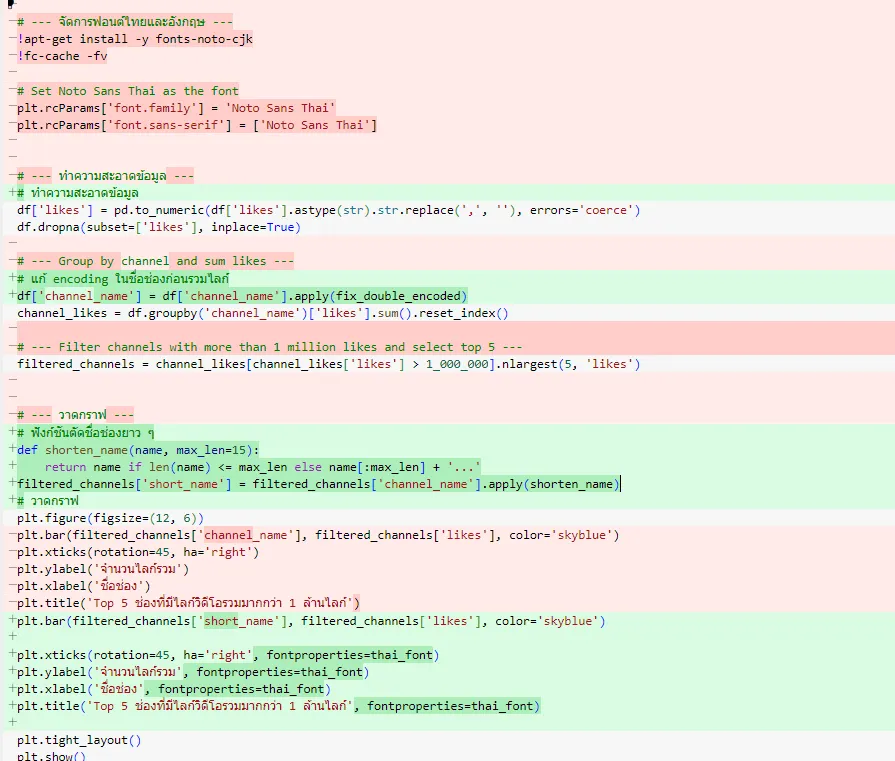 -# --- จัดการฟอนต์ไทยและอังกฤษ ---
-!apt-get install -y fonts-noto-cjk
-!fc-cache -fv
-
-# Set Noto Sans Thai as the font
-plt.rcParams['font.family'] = 'Noto Sans Thai'
-plt.rcParams['font.sans-serif'] = ['Noto Sans Thai']
-
-
-# --- ทำความสะอาดข้อมูล ---
+# ทำความสะอาดข้อมูล
df['likes'] = pd.to_numeric(df['likes'].astype(str).str.replace(',', ''), errors='coerce')
df.dropna(subset=['likes'], inplace=True)
-
-# --- Group by channel and sum likes ---
+# แก้ encoding ในชื่อช่องก่อนรวมไลก์
+df['channel_name'] = df['channel_name'].apply(fix_double_encoded)
channel_likes = df.groupby('channel_name')['likes'].sum().reset_index()
-
-# --- Filter channels with more than 1 million likes and select top 5 ---
filtered_channels = channel_likes[channel_likes['likes'] > 1_000_000].nlargest(5, 'likes')
-
-
-# --- วาดกราฟ ---
+# ฟังก์ชันตัดชื่อช่องยาว ๆ
+def shorten_name(name, max_len=15):
+    return name if len(name) <= max_len else name[:max_len] + '...'
+filtered_channels['short_name'] = filtered_channels['channel_name'].apply(shorten_name)
+# วาดกราฟ
plt.figure(figsize=(12, 6))
-plt.bar(filtered_channels['channel_name'], filtered_channels['likes'], color='skyblue')
-plt.xticks(rotation=45, ha='right')
-plt.ylabel('จำนวนไลก์รวม')
-plt.xlabel('ชื่อช่อง')
-plt.title('Top 5 ช่องที่มีไลก์วิดีโอรวมมากกว่า 1 ล้านไลก์')
+plt.bar(filtered_channels['short_name'], filtered_channels['likes'], color='skyblue')
+
+plt.xticks(rotation=45, ha='right', fontproperties=thai_font)
+plt.ylabel('จำนวนไลก์รวม', fontproperties=thai_font)
+plt.xlabel('ชื่อช่อง', fontproperties=thai_font)
+plt.title('Top 5 ช่องที่มีไลก์วิดีโอรวมมากกว่า 1 ล้านไลก์', fontproperties=thai_font)
+
plt.tight_layout()
plt.show()